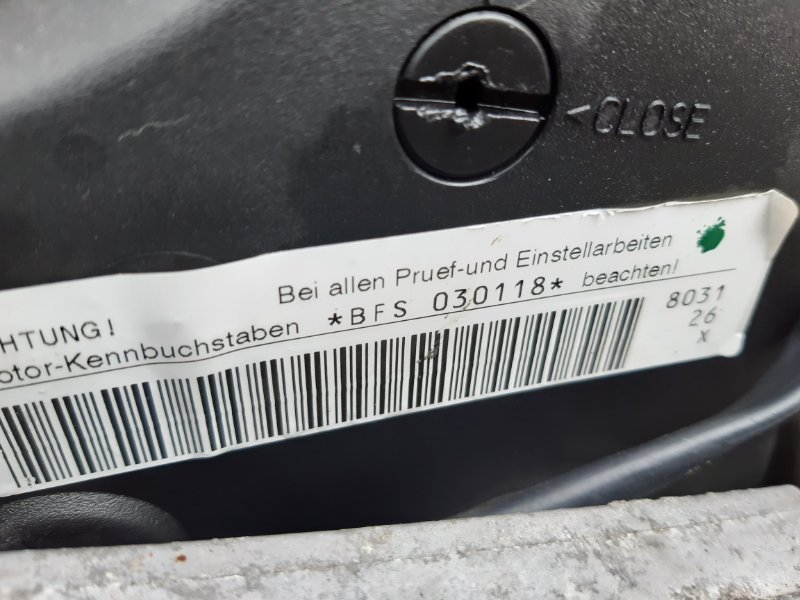 <CLOSE
Bei allen Pruef-und Einstellarbeiten
HTUNG! *BFS 030118* beachten!
otor-Kennbuchstaben
8031
26
X